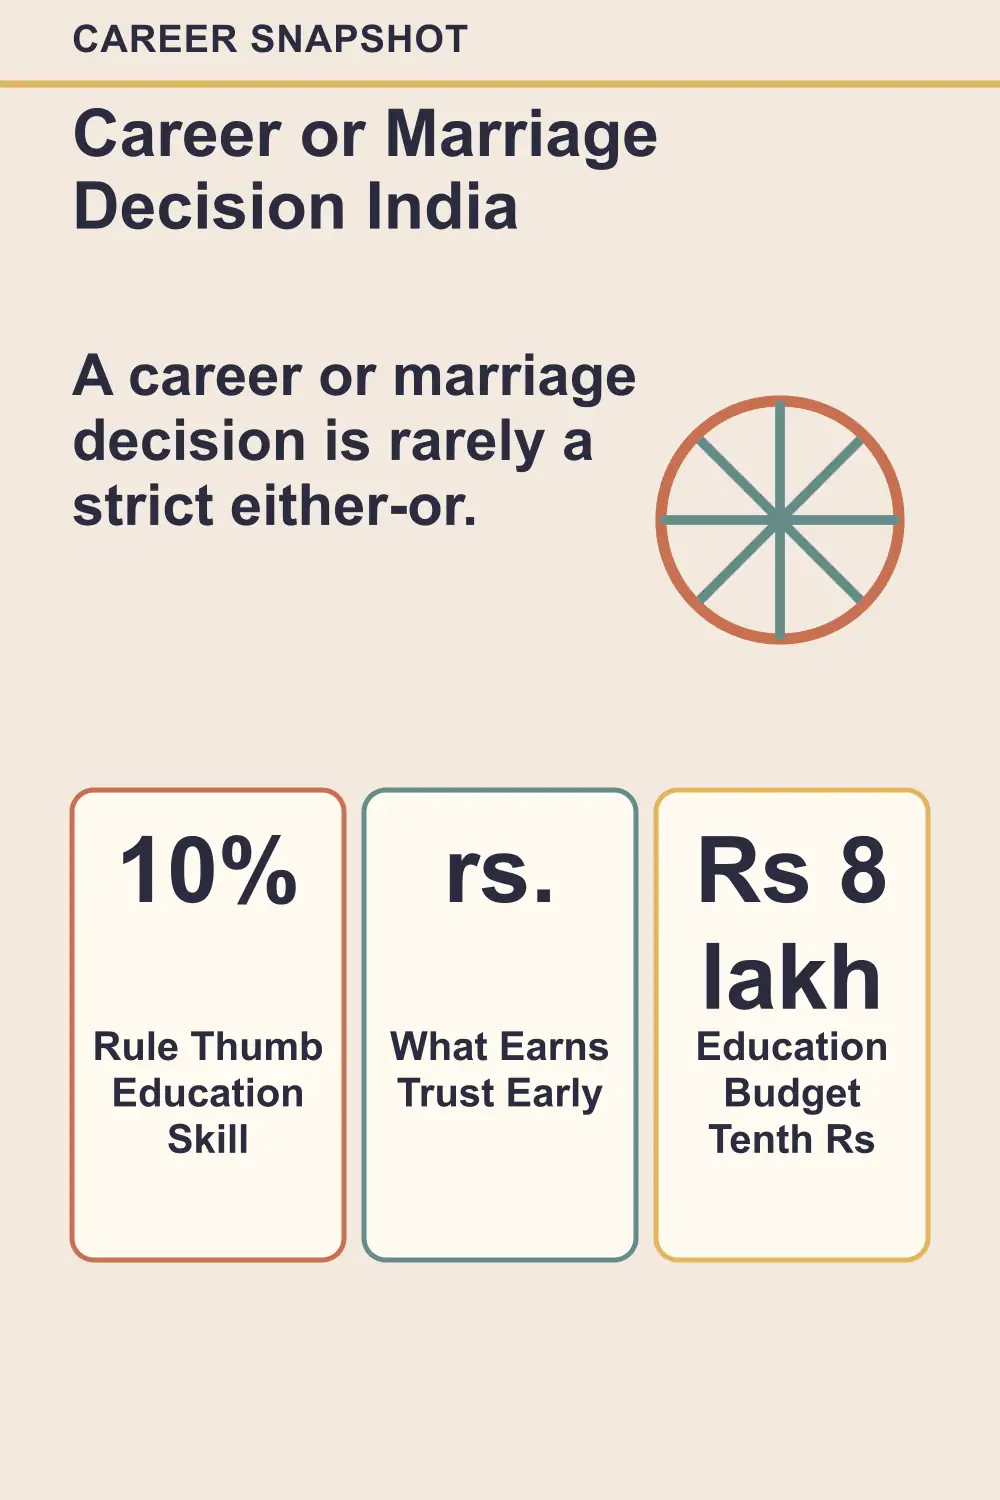 CAREER SNAPSHOT
Career or Marriage
Decision India
A career or marriage
decision is rarely a
strict either-or.
10%
Rule Thumb
Education
Skill
rs.
What Earns
Trust Early
Rs 8
lakh
Education
Budget
Tenth Rs